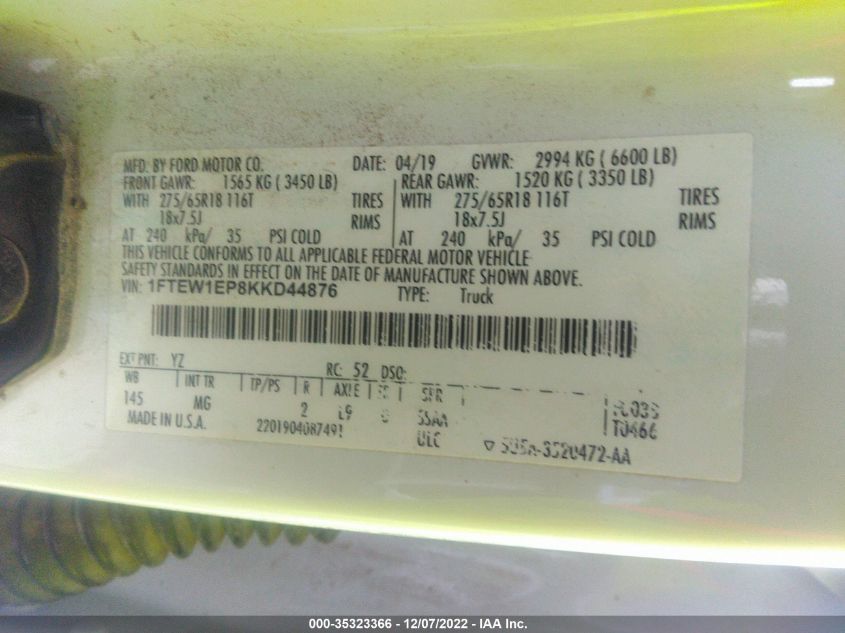 MFD. BY FORD MOTOR CO. DATE: 04/19 GVWR: 2994 KG ( 6600 LB)
FRONT GAWR: 1565 KG ( 3450 LB) REAR GAWR: 1520 KG ( 3350 LB)
WITH 275/65R18 116T TIRES WITH 275/65R18 116T TIRES
18x7.5J RIMS 18x7.5J RIMS
AT 240 kPa/ 35 PSI COLD AT 240 kPa/ 35 PSI COLD
THIS VEHICLE CONFORMS TO ALL APPLICABLE FEDERAL MOTOR VEHICLE
SAFETY STANDARDS IN EFFECT ON THE DATE OF MANUFACTURE SHOWN ABOVE.
VIN: 1FTEW1EP8KKD44876 TYPE: Truck
EXT PNT: YZ RC: 52 DSO:
WB INT TR TP/PS R AXLE SPR
145 MG 2 L9 5SAA
MADE IN U.S.A. 220190408749! ULC T0466
000-35323366 - 12/07/2022 - IAA Inc.